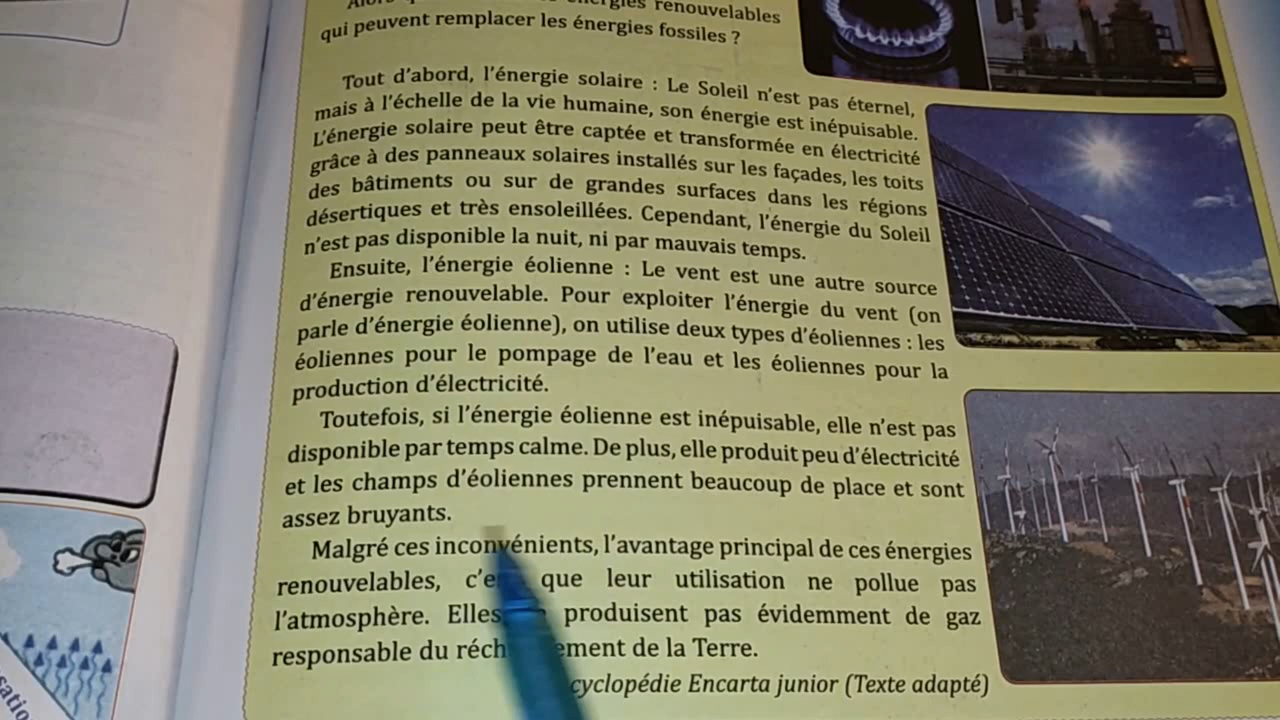 renouvelables
qui peuvent remplacer les énergies fossiles ?
Tout d'abord, l'énergie solaire : Le Soleil n'est pas éternel,
mais à l'échelle de la vie humaine, son énergie est inépuisable.
L'énergie solaire peut être captée et transformée en électricité
grâce à des panneaux solaires installés sur les façades, les toits
des bâtiments ou sur de grandes surfaces dans les régions
désertiques et très ensoleillées. Cependant, l'énergie du Soleil
n'est pas disponible la nuit, ni par mauvais temps.
Ensuite, l'énergie éolienne : Le vent est une autre source
d'énergie renouvelable. Pour exploiter l'énergie du vent (on
parle d'énergie éolienne), on utilise deux types d'éoliennes : les
éoliennes pour le pompage de l'eau et les éoliennes pour la
production d'électricité.
Toutefois, si l'énergie éolienne est inépuisable, elle n'est pas
disponible par temps calme. De plus, elle produit peu d'électricité
et les champs d'éoliennes prennent beaucoup de place et sont
assez bruyants.
Malgré ces inconvénients, l'avantage principal de ces énergies
renouvelables, que leur utilisation ne pollue pas
l'atmosphère. Elles produisent pas évidemment de gaz
responsable du de la Terre.
Encarta junior (Texte adapté)